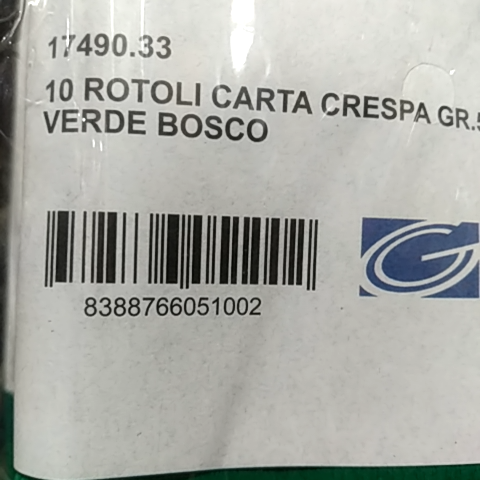 17490.33
10 ROTOLI CARTA CRESPA GR.
VERDE BOSCO
8388766051002
G